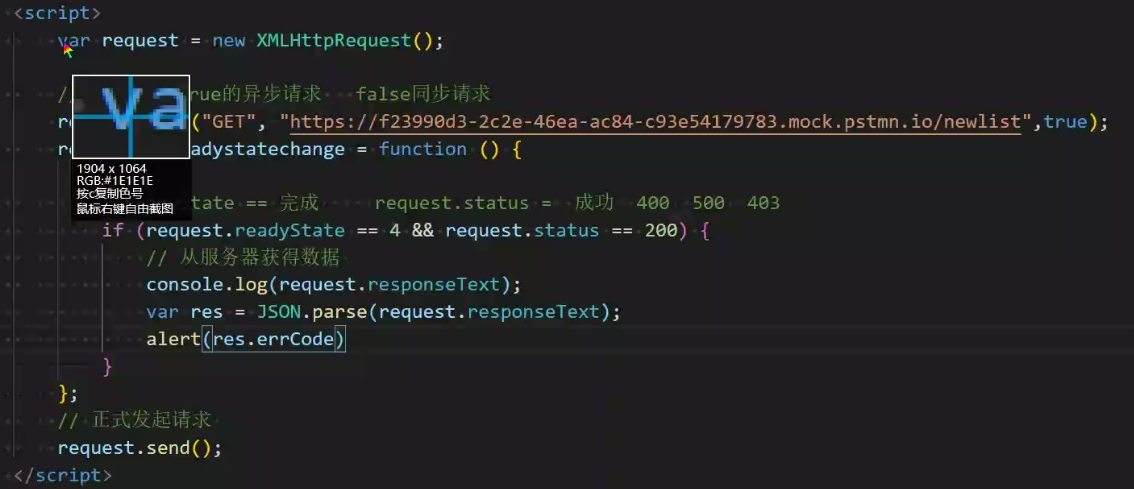 <script>
var request = new XMLHttpRequest();
// rue的异步请求 false同步请求
re ("GET", "https://f23990d3-2c2e-46ea-ac84-c93e54179783.mock.pstmn.io/newlist",true);
re adystatechange = function () {
va
1904 x 1064
RGB:#1E1E1E
按c复制色号
鼠标右键自由截图
tate == 完成 request.status = 成功 400 500 403
if (request.readyState == 4 && request.status == 200) {
// 从服务器获得数据
console.log(request.responseText);
var res = JSON.parse(request.responseText);
alert(res.errCode)
}
};
// 正式发起请求
request.send();
</script>